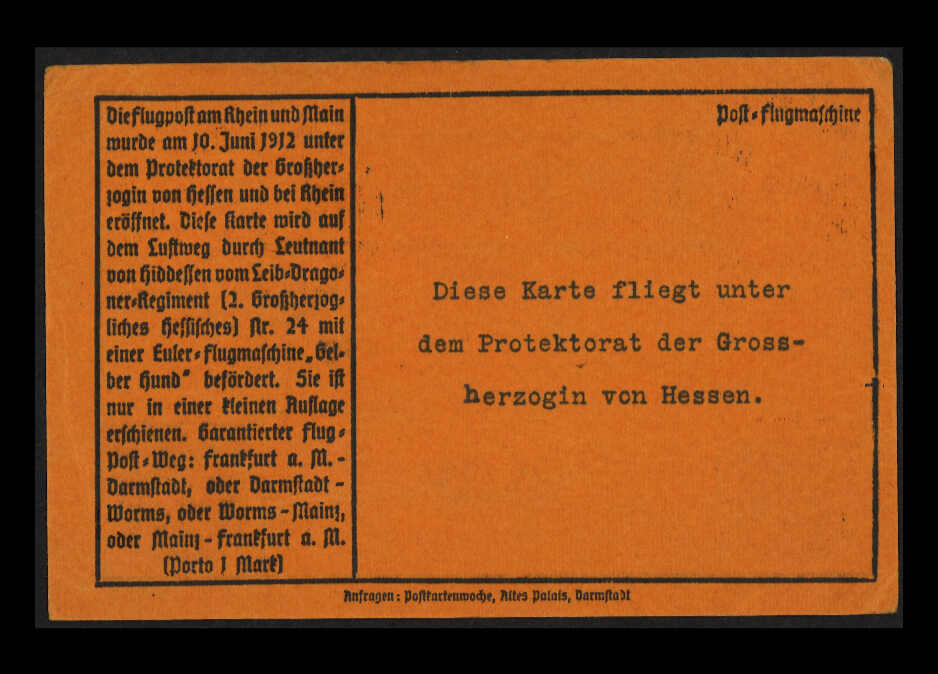 Die Flugpost am Rhein und Main
wurde am 10. Juni 1912 unter
dem Protektorat der Großher-
zogin von Hessen und bei Rhein
eröffnet. Diese Karte wird auf
dem Luftweg durch Leutnant
von Hiddessen vom Leib-Drago-
ner-Regiment (2. Großherzog-
liches Hessisches) Nr. 24 mit
einer Euler-Flugmaschine „Gel-
ber Hund“ befördert. Sie ist
nur in einer kleinen Auflage
erschienen. Garantierter Flug-
Post-Weg: Frankfurt a. M. -
Darmstadt, oder Darmstadt -
Worms, oder Worms - Mainz,
oder Mainz - Frankfurt a. M.
(Porto 1 Mark)
Post-Flugmaschine
Diese Karte fliegt unter
dem Protektorat der Gross-
herzogin von Hessen.
Anfragen: Postkartenwoche, Altes Palais, Darmstadt